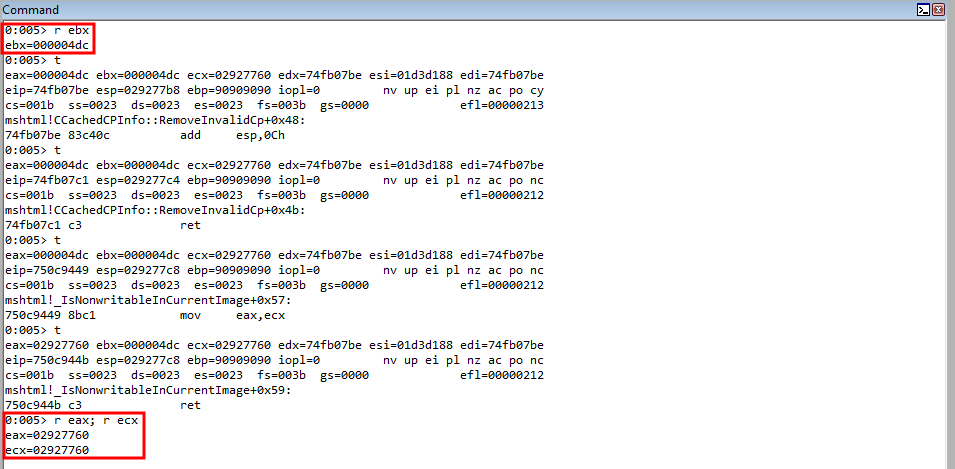 Command
0:005> r ebx
ebx=000004dc
0:005> t
eax=000004dc ebx=000004dc ecx=02927760 edx=74fb07be esi=01d3d188 edi=74fb07be
eip=74fb07be esp=029277b8 ebp=90909090 iopl=0         nv up ei pl nz ac po cy
cs=001b  ss=0023  ds=0023  es=0023  fs=003b  gs=0000             efl=00000213
mshtml!CCachedCPInfo::RemoveInvalidCp+0x48:
74fb07be 83c40c          add     esp,0Ch
0:005> t
eax=000004dc ebx=000004dc ecx=02927760 edx=74fb07be esi=01d3d188 edi=74fb07be
eip=74fb07c1 esp=029277c4 ebp=90909090 iopl=0         nv up ei pl nz ac po nc
cs=001b  ss=0023  ds=0023  es=0023  fs=003b  gs=0000             efl=00000212
mshtml!CCachedCPInfo::RemoveInvalidCp+0x4b:
74fb07c1 c3              ret
0:005> t
eax=000004dc ebx=000004dc ecx=02927760 edx=74fb07be esi=01d3d188 edi=74fb07be
eip=750c9449 esp=029277c8 ebp=90909090 iopl=0         nv up ei pl nz ac po nc
cs=001b  ss=0023  ds=0023  es=0023  fs=003b  gs=0000             efl=00000212
mshtml!_IsNonwritableInCurrentImage+0x57:
750c9449 8bc1            mov     eax,ecx
0:005> t
eax=02927760 ebx=000004dc ecx=02927760 edx=74fb07be esi=01d3d188 edi=74fb07be
eip=750c944b esp=029277c8 ebp=90909090 iopl=0         nv up ei pl nz ac po nc
cs=001b  ss=0023  ds=0023  es=0023  fs=003b  gs=0000             efl=00000212
mshtml!_IsNonwritableInCurrentImage+0x59:
750c944b c3              ret
0:005> r eax; r ecx
eax=02927760
ecx=02927760